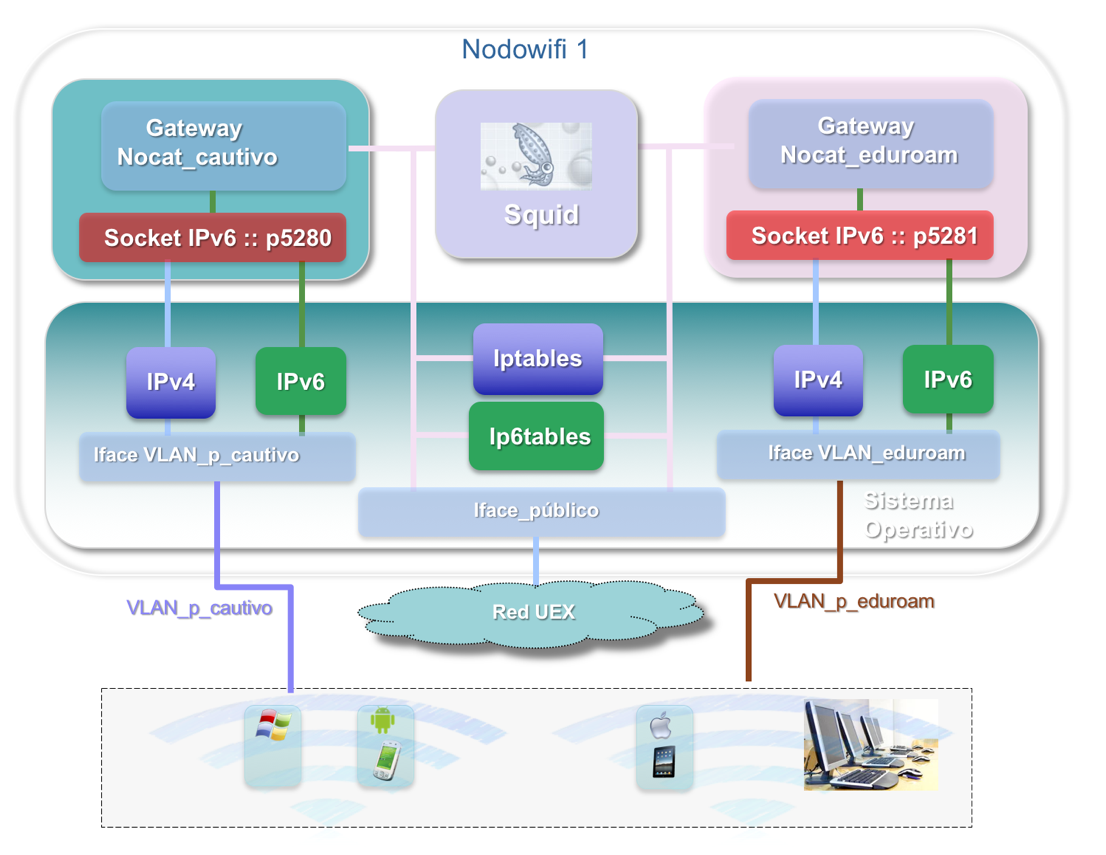 Nodowifi 1
Gateway
Nocat_cautivo
Socket IPv6 :: p5280
Squid
Gateway
Nocat_eduroam
Socket IPv6 :: p5281
IPv4
IPv6
Iface VLAN_p_cautivo
Iptables
Ip6tables
Iface_público
IPv4
IPv6
Iface VLAN_eduroam
Sistema
Operativo
VLAN_p_cautivo
Red UEX
VLAN_p_eduroam